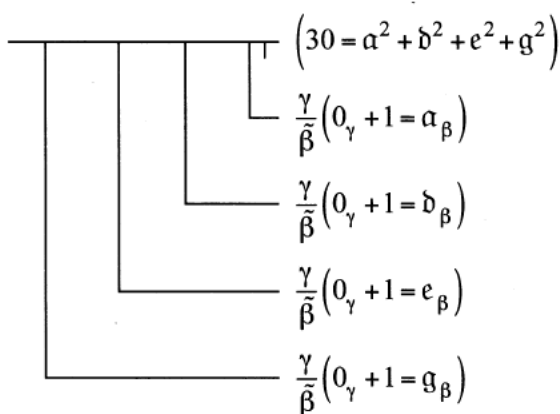 (30 = 𝔞² + 𝔡² + 𝔢² + 𝔤²)
γ/β̃ (0_γ + 1 = 𝔞_β)
γ/β̃ (0_γ + 1 = 𝔡_β)
γ/β̃ (0_γ + 1 = 𝔢_β)
γ/β̃ (0_γ + 1 = 𝔤_β)